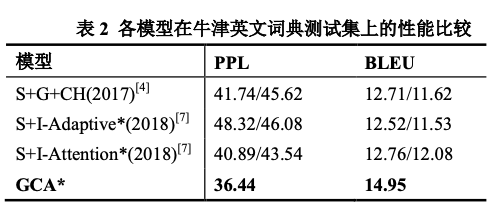 表 2 各模型在牛津英文词典测试集上的性能比较
模型 PPL BLEU
S+G+CH(2017)[4] 41.74/45.62 12.71/11.62
S+I-Adaptive*(2018)[7] 48.32/46.08 12.52/11.53
S+I-Attention*(2018)[7] 40.89/43.54 12.76/12.08
GCA* 36.44 14.95